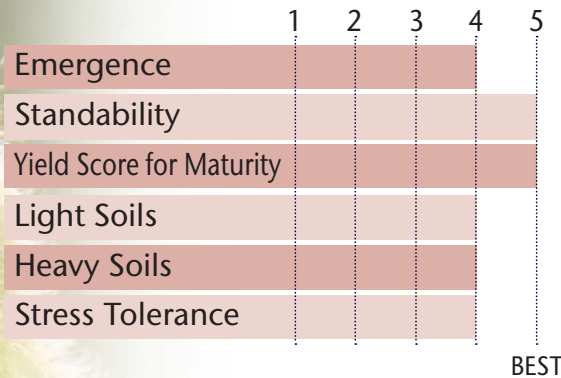 1 2 3 4 5
Emergence
Standability
Yield Score for Maturity
Light Soils
Heavy Soils
Stress Tolerance
BEST